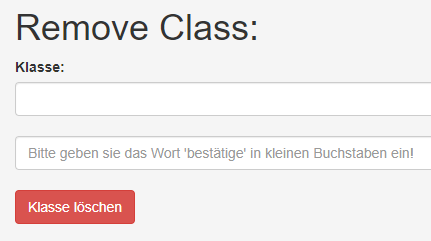 Remove Class:
Klasse:
Bitte geben sie das Wort 'bestätige' in kleinen Buchstaben ein!
Klasse löschen